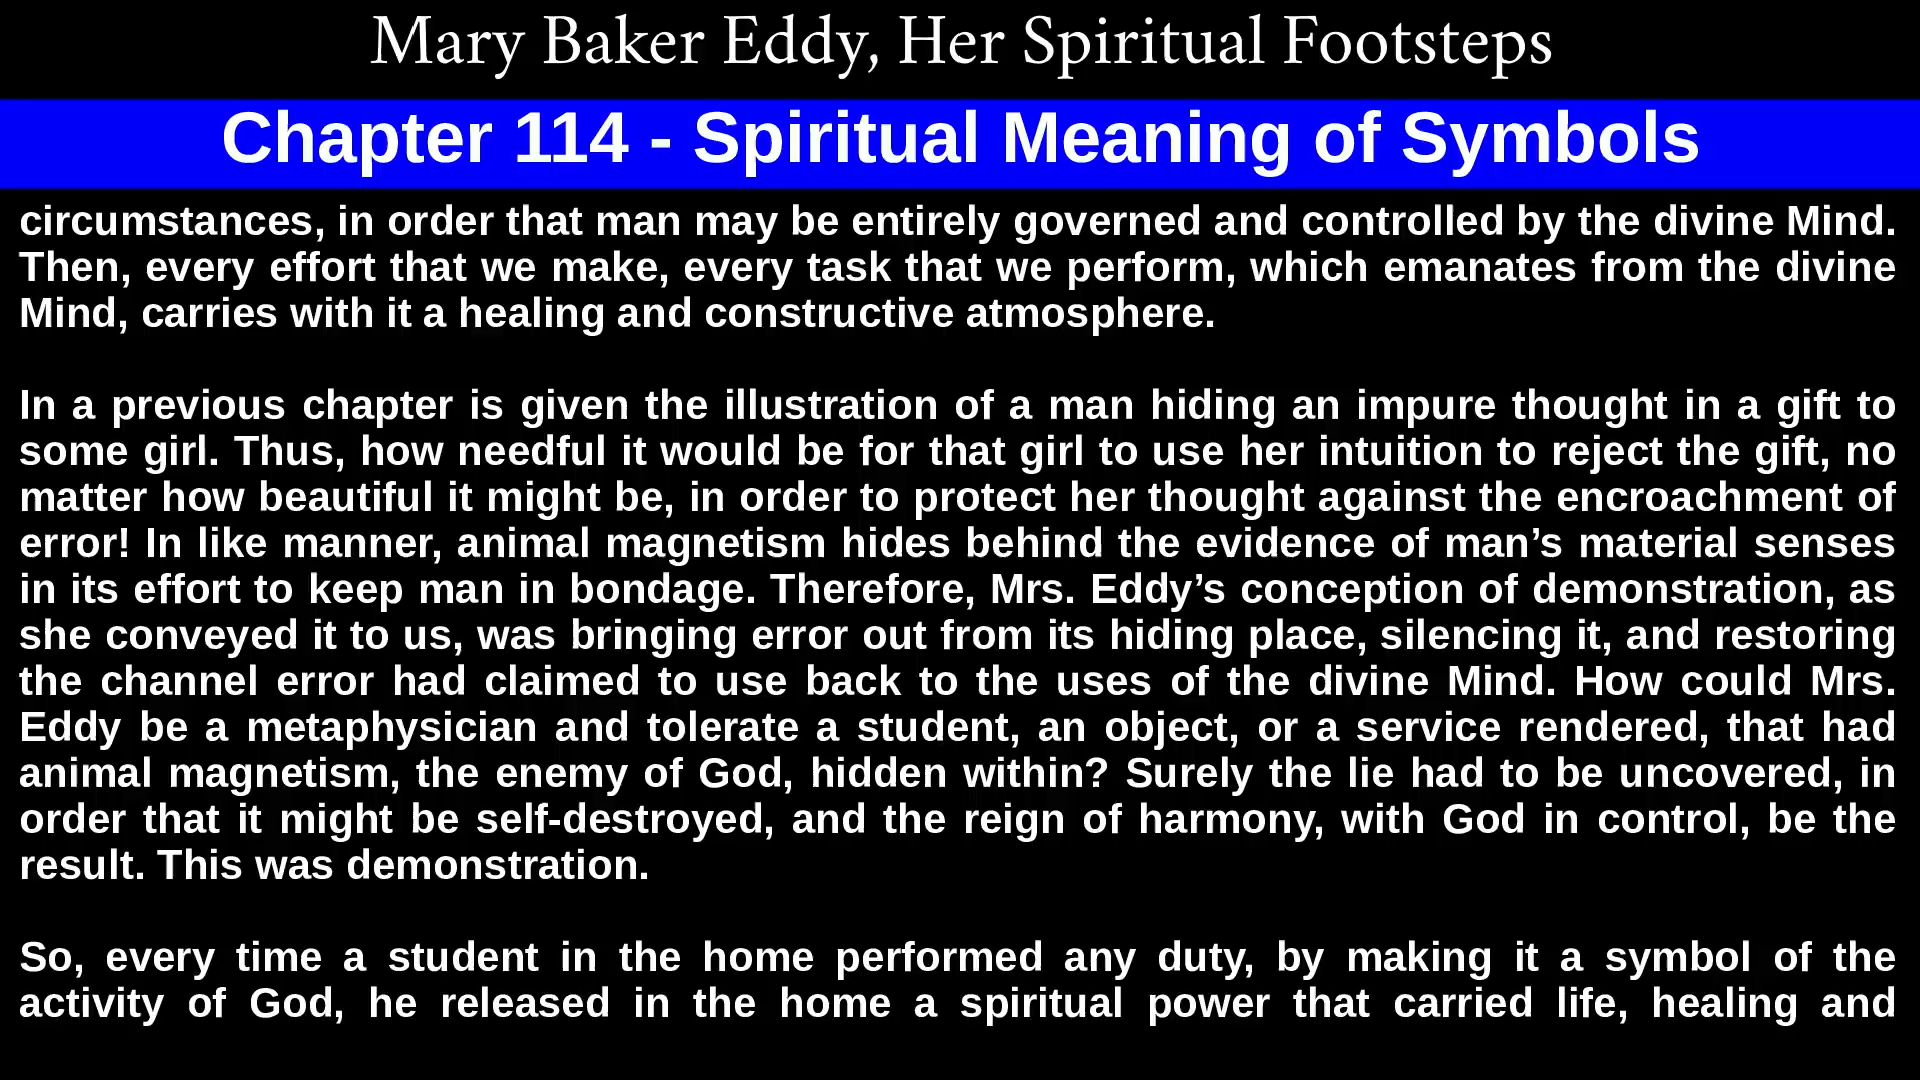 Mary Baker Eddy, Her Spiritual Footsteps
Chapter 114 - Spiritual Meaning of Symbols
circumstances, in order that man may be entirely governed and controlled by the divine Mind.
Then, every effort that we make, every task that we perform, which emanates from the divine
Mind, carries with it a healing and constructive atmosphere.
In a previous chapter is given the illustration of a man hiding an impure thought in a gift to
some girl. Thus, how needful it would be for that girl to use her intuition to reject the gift, no
matter how beautiful it might be, in order to protect her thought against the encroachment of
error! In like manner, animal magnetism hides behind the evidence of man’s material senses
in its effort to keep man in bondage. Therefore, Mrs. Eddy’s conception of demonstration, as
she conveyed it to us, was bringing error out from its hiding place, silencing it, and restoring
the channel error had claimed to use back to the uses of the divine Mind. How could Mrs.
Eddy be a metaphysician and tolerate a student, an object, or a service rendered, that had
animal magnetism, the enemy of God, hidden within? Surely the lie had to be uncovered, in
order that it might be self-destroyed, and the reign of harmony, with God in control, be the
result. This was demonstration.
So, every time a student in the home performed any duty, by making it a symbol of the
activity of God, he released in the home a spiritual power that carried life, healing and